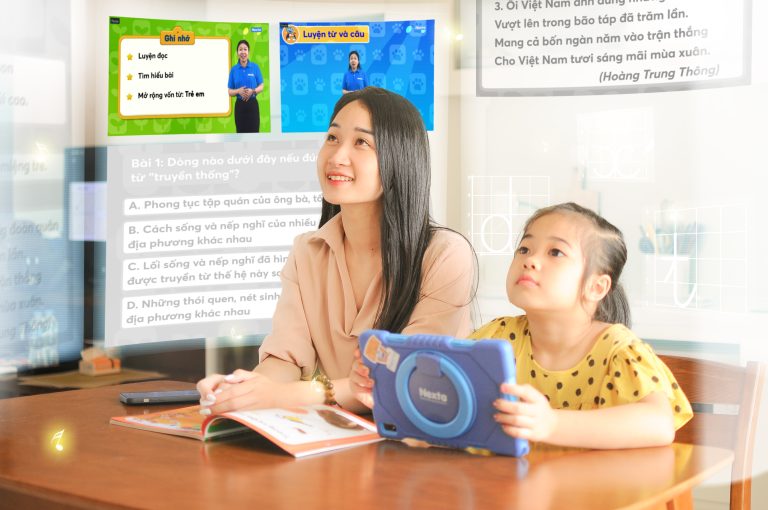 Ghi nhớ
Luyện đọc
Tìm hiểu bài
Mở rộng vốn từ: Trẻ em
Luyện từ và câu
3. Ôi Việt Nam
Vượt lên trong bão táp đã trăm lần.
Mang cả bốn ngàn năm vào trận thắng
Cho Việt Nam tươi sáng mãi mùa xuân.
(Hoàng Trung Thông)
Bài 1: Dòng nào dưới đây nếu
từ "truyền thống"?
A. Phong tục tập quán của ông bà,
B. Cách sống và nếp nghĩ của nhiều
địa phương khác nhau
C. Lối sống và nếp nghĩ đã
được truyền từ thế hệ này
D. Những thói quen, nét sinh
địa phương khác nhau
Nexta